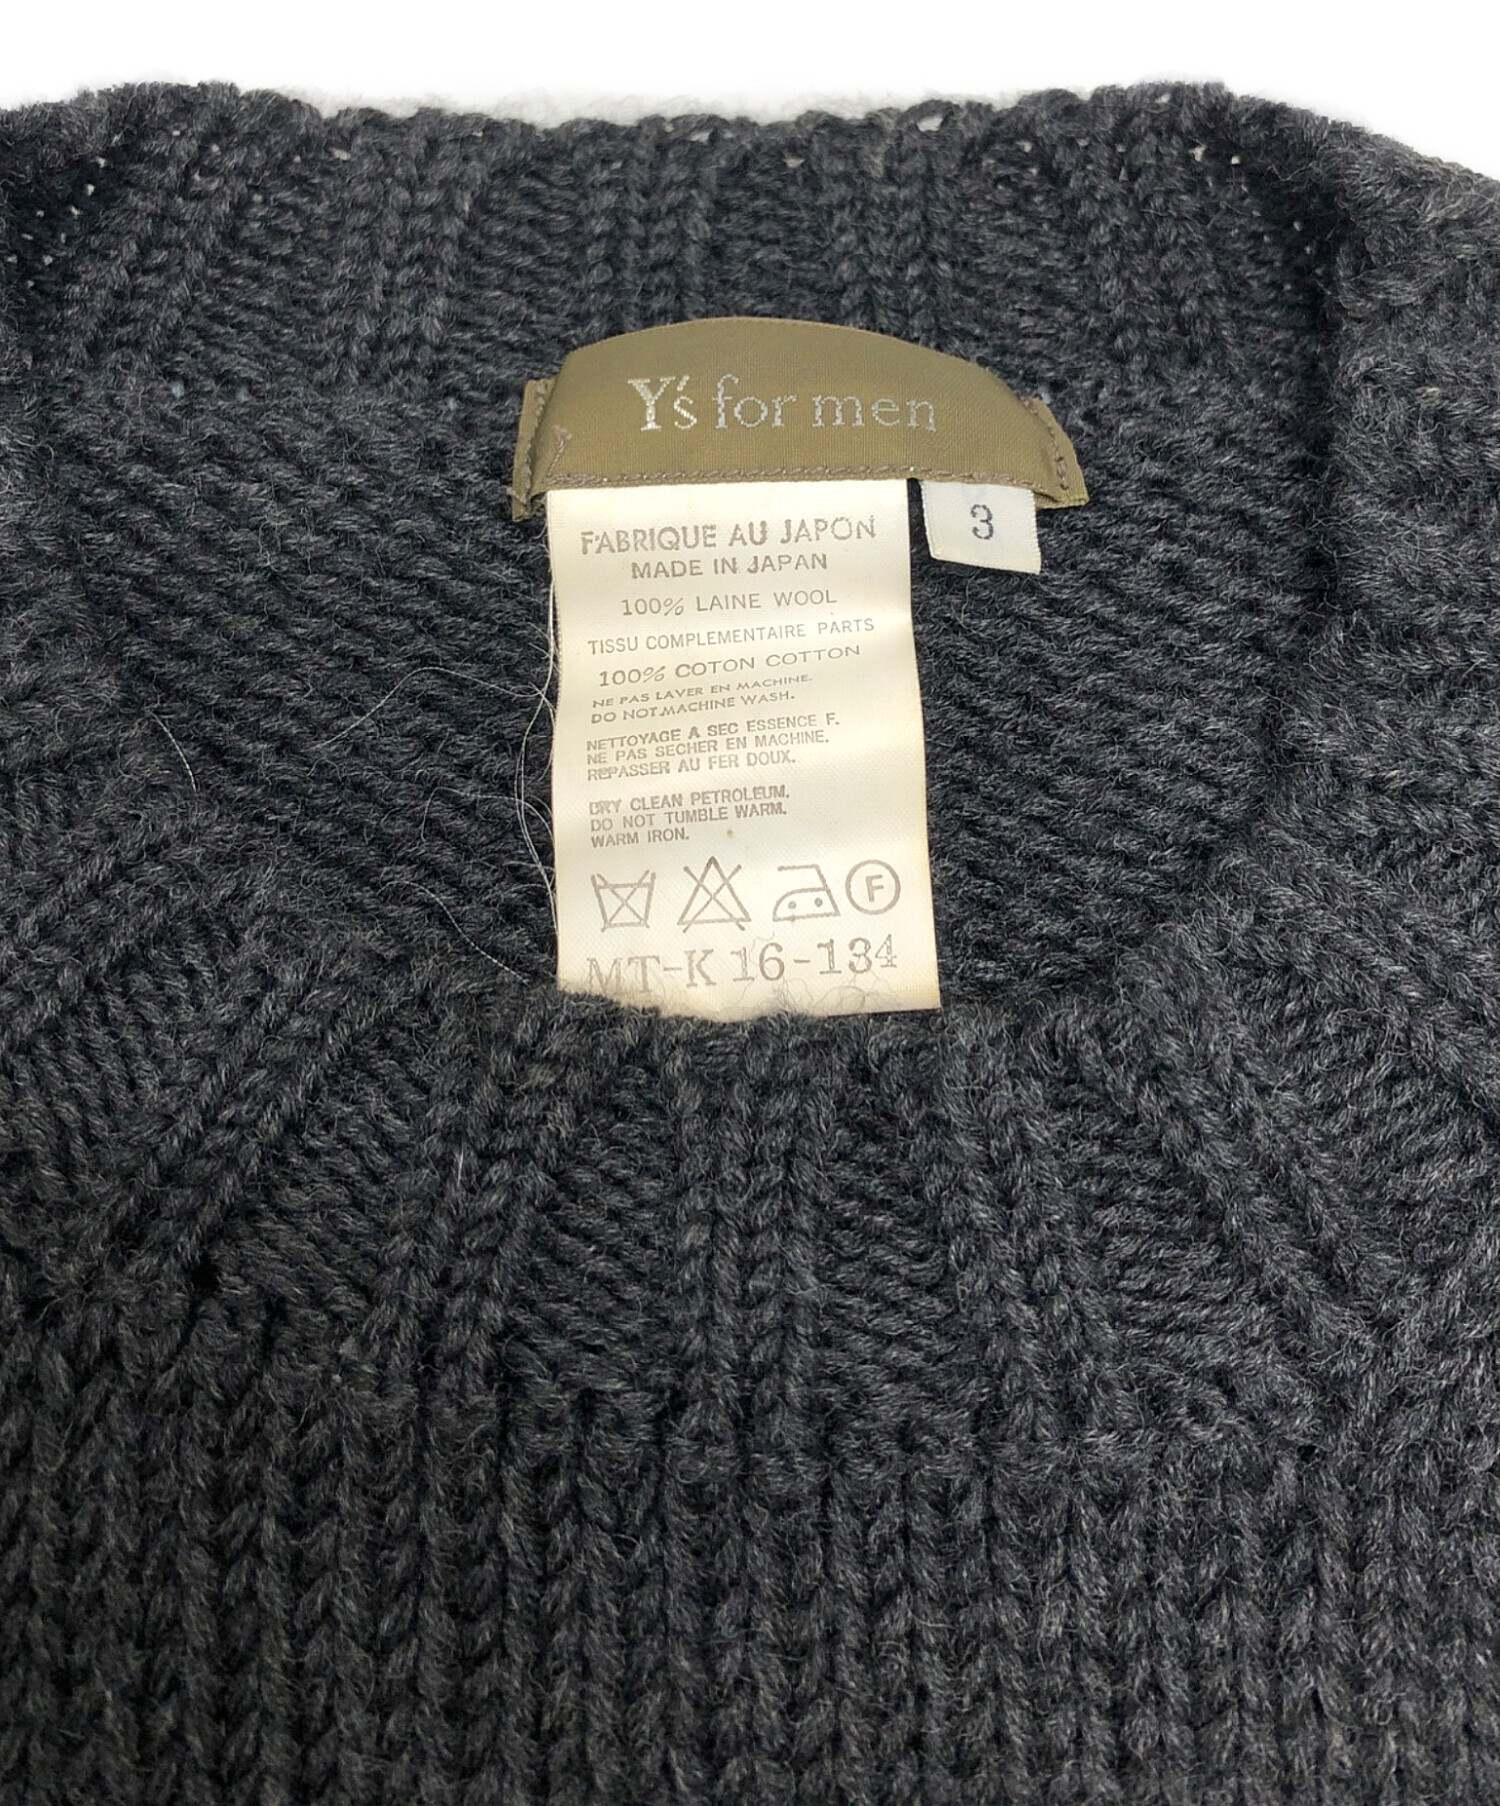 Y's for men
3
FABRIQUE AU JAPON
MADE IN JAPAN
100% LAINE WOOL
TISSU COMPLEMENTAIRE PARTS
100% COTON COTTON
NE PAS LAVER EN MACHINE.
DO NOT MACHINE WASH.
NETTOYAGE A SEC ESSENCE F.
NE PAS SECHER EN MACHINE.
REPASSER AU FER DOUX.
DRY CLEAN PETROLEUM.
DO NOT TUMBLE WARM.
WARM IRON.
F
MT-K16-134